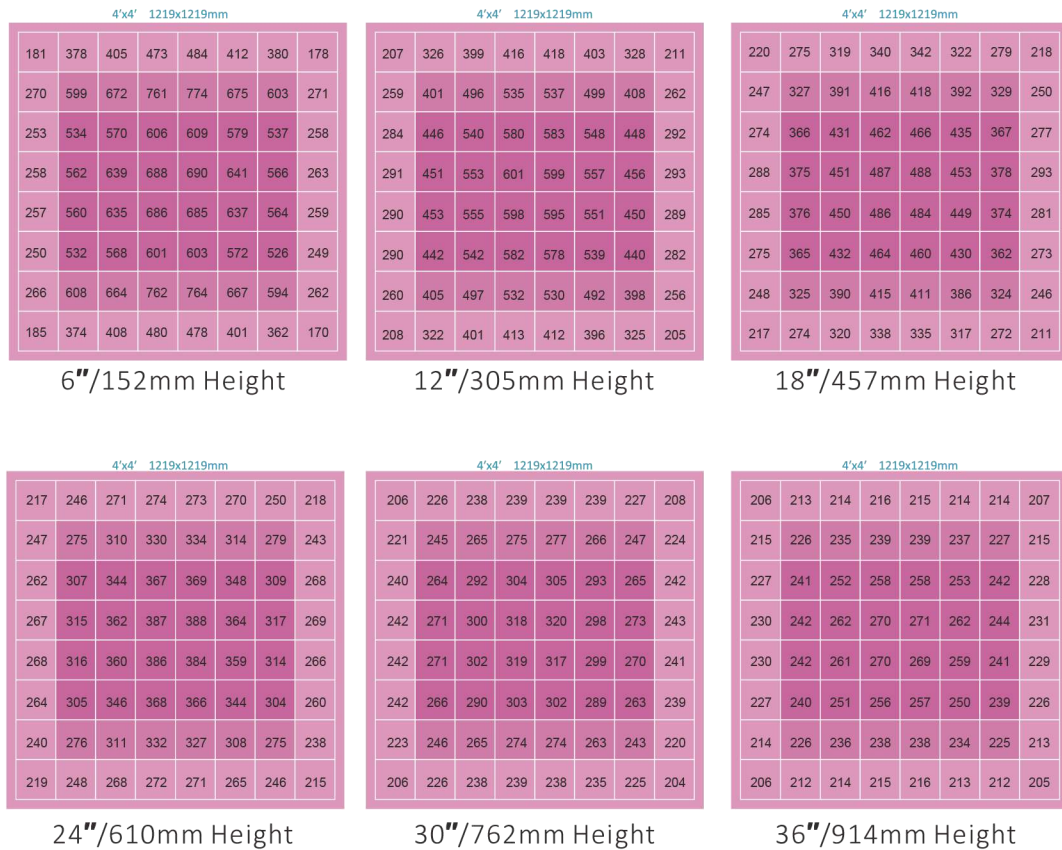 4'x4' 1219x1219mm
181 378 405 473 484 412 380 178
270 599 672 761 774 675 603 271
253 534 570 606 609 579 537 258
258 562 639 688 690 641 566 263
257 560 635 686 685 637 564 259
250 532 568 601 603 572 526 249
266 608 664 762 764 667 594 262
185 374 408 480 478 401 362 170
6"/152mm Height
4'x4' 1219x1219mm
207 326 399 416 418 403 328 211
259 401 496 535 537 499 408 262
284 446 540 580 583 548 448 292
291 451 553 601 599 557 456 293
290 453 555 598 595 551 450 289
290 442 542 582 578 539 440 282
260 405 497 532 530 492 398 256
208 322 401 413 412 396 325 205
12"/305mm Height
4'x4' 1219x1219mm
220 275 319 340 342 322 279 218
247 327 391 416 418 392 329 250
274 366 431 462 466 435 367 277
288 375 451 487 488 453 378 293
285 376 450 486 484 449 374 281
275 365 432 464 460 430 362 273
248 325 390 415 411 386 324 246
217 274 320 338 335 317 272 211
18"/457mm Height
4'x4' 1219x1219mm
217 246 271 274 273 270 250 218
247 275 310 330 334 314 279 243
262 307 344 367 369 348 309 268
267 315 362 387 388 364 317 269
268 316 360 386 384 359 314 266
264 305 346 368 366 344 304 260
240 276 311 332 327 308 275 238
219 248 268 272 271 265 246 215
24"/610mm Height
4'x4' 1219x1219mm
206 226 238 239 239 239 227 208
221 245 265 275 277 266 247 224
240 264 292 304 305 293 265 242
242 271 300 318 320 298 273 243
242 271 302 319 317 299 270 241
242 266 290 303 302 289 263 239
223 246 265 274 274 263 243 220
206 226 238 239 238 235 225 204
30"/762mm Height
4'x4' 1219x1219mm
206 213 214 216 215 214 214 207
215 226 235 239 239 237 227 215
227 241 252 258 258 253 242 228
230 242 262 270 271 262 244 231
230 242 261 270 269 259 241 229
227 240 251 256 257 250 239 226
214 226 236 238 238 234 225 213
206 212 214 215 216 213 212 205
36"/914mm Height